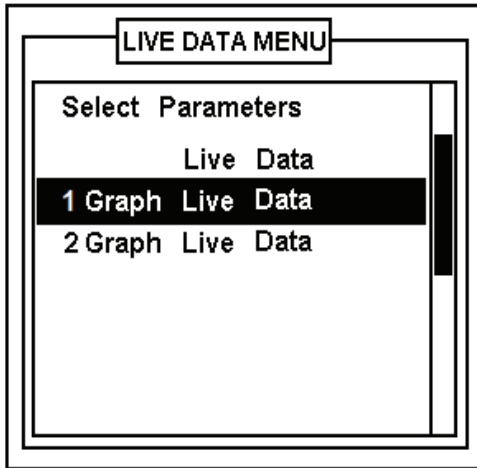 LIVE DATA MENU
Select Parameters
Live Data
1 Graph Live Data
2 Graph Live Data